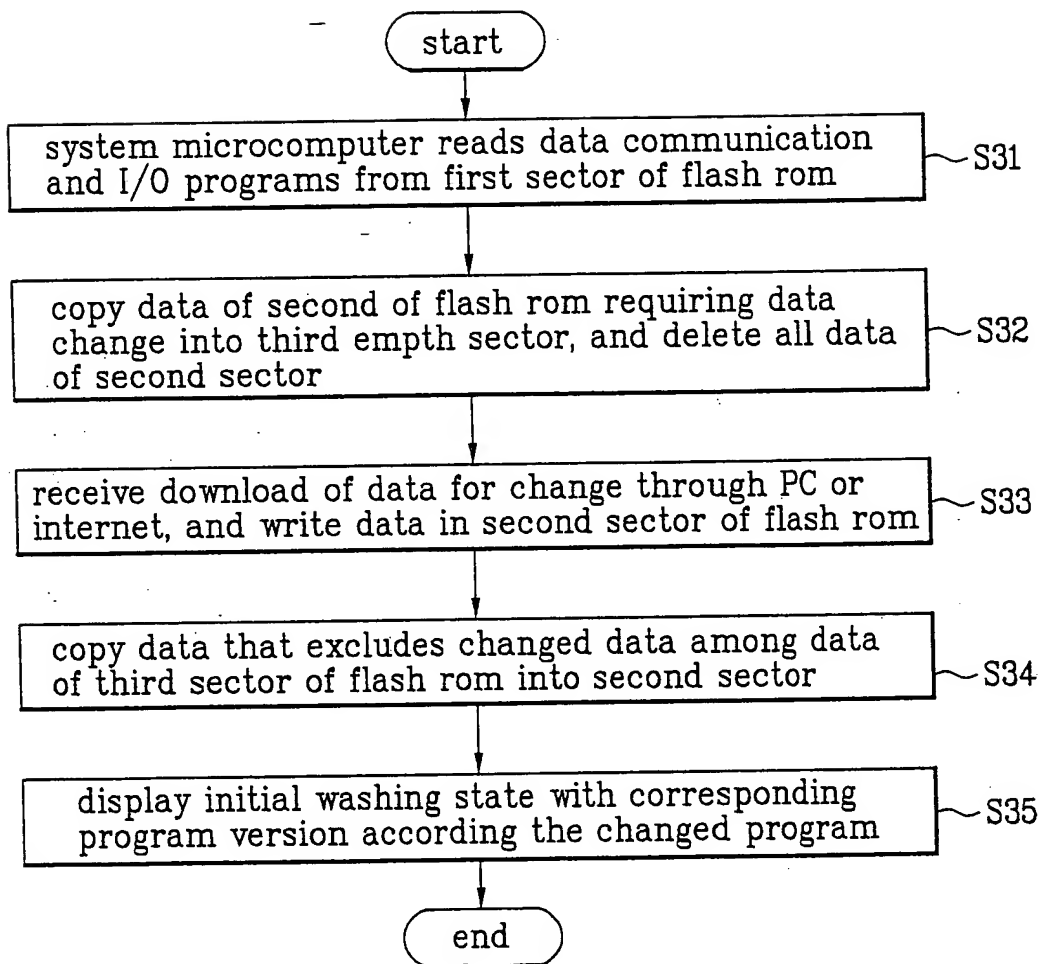 start
system microcomputer reads data communication
and I/O programs from first sector of flash rom
S31
copy data of second of flash rom requiring data
change into third empth sector, and delete all data
of second sector
S32
receive download of data for change through PC or
internet, and write data in second sector of flash rom
S33
copy data that excludes changed data among data
of third sector of flash rom into second sector
S34
display initial washing state with corresponding
program version according the changed program
S35
end